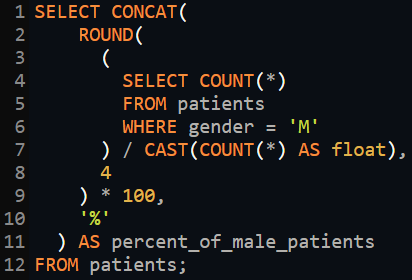 1 SELECT CONCAT(
2     ROUND(
3       (
4         SELECT COUNT(*)
5         FROM patients
6         WHERE gender = 'M'
7       ) / CAST(COUNT(*) AS float),
8       4
9     ) * 100,
10     '%'
11   ) AS percent_of_male_patients
12 FROM patients;